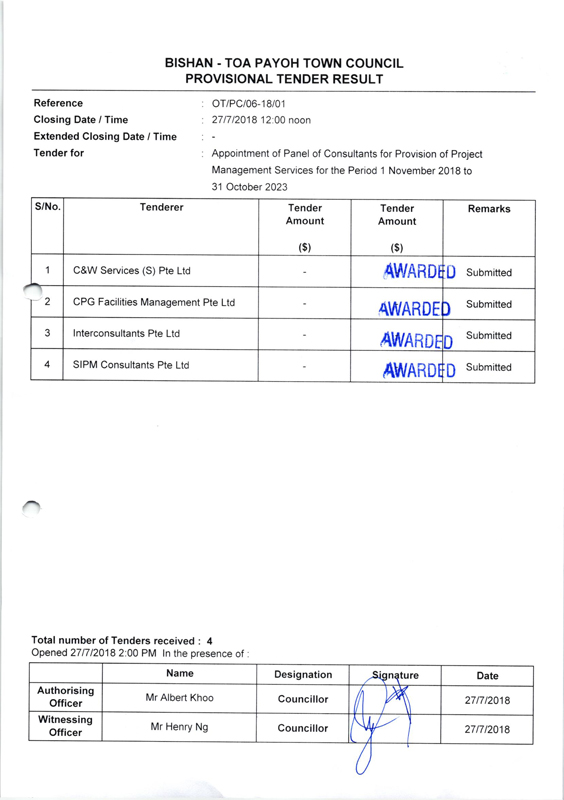 BISHAN - TOA PAYOH TOWN COUNCIL
PROVISIONAL TENDER RESULT
Reference : OT/PC/06-18/01
Closing Date / Time : 27/7/2018 12:00 noon
Extended Closing Date / Time : -
Tender for : Appointment of Panel of Consultants for Provision of Project
Management Services for the Period 1 November 2018 to
31 October 2023
S/No. Tenderer Tender Amount ($) Tender Amount ($) Remarks
1 C&W Services (S) Pte Ltd - AWARDED Submitted
2 CPG Facilities Management Pte Ltd - AWARDED Submitted
3 Interconsultants Pte Ltd - AWARDED Submitted
4 SIPM Consultants Pte Ltd - AWARDED Submitted
Total number of Tenders received : 4
Opened 27/7/2018 2:00 PM In the presence of :
Name Designation Signature Date
Authorising Officer Mr Albert Khoo Councillor 27/7/2018
Witnessing Officer Mr Henry Ng Councillor 27/7/2018